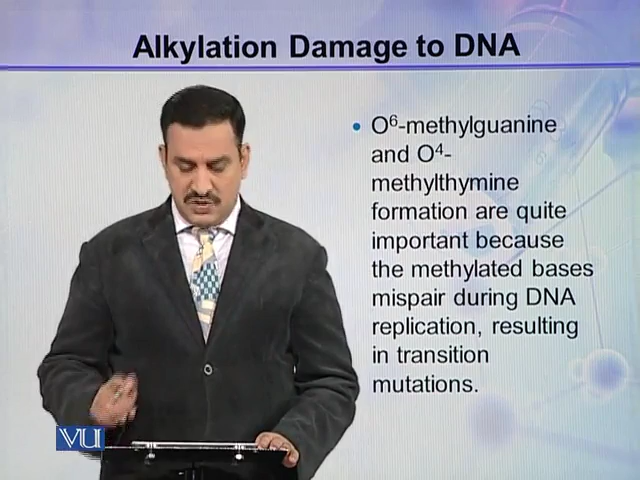 Alkylation Damage to DNA
• O⁶-methylguanine
and O⁴-
methylthymine
formation are quite
important because
the methylated bases
mispair during DNA
replication, resulting
in transition
mutations.
VU